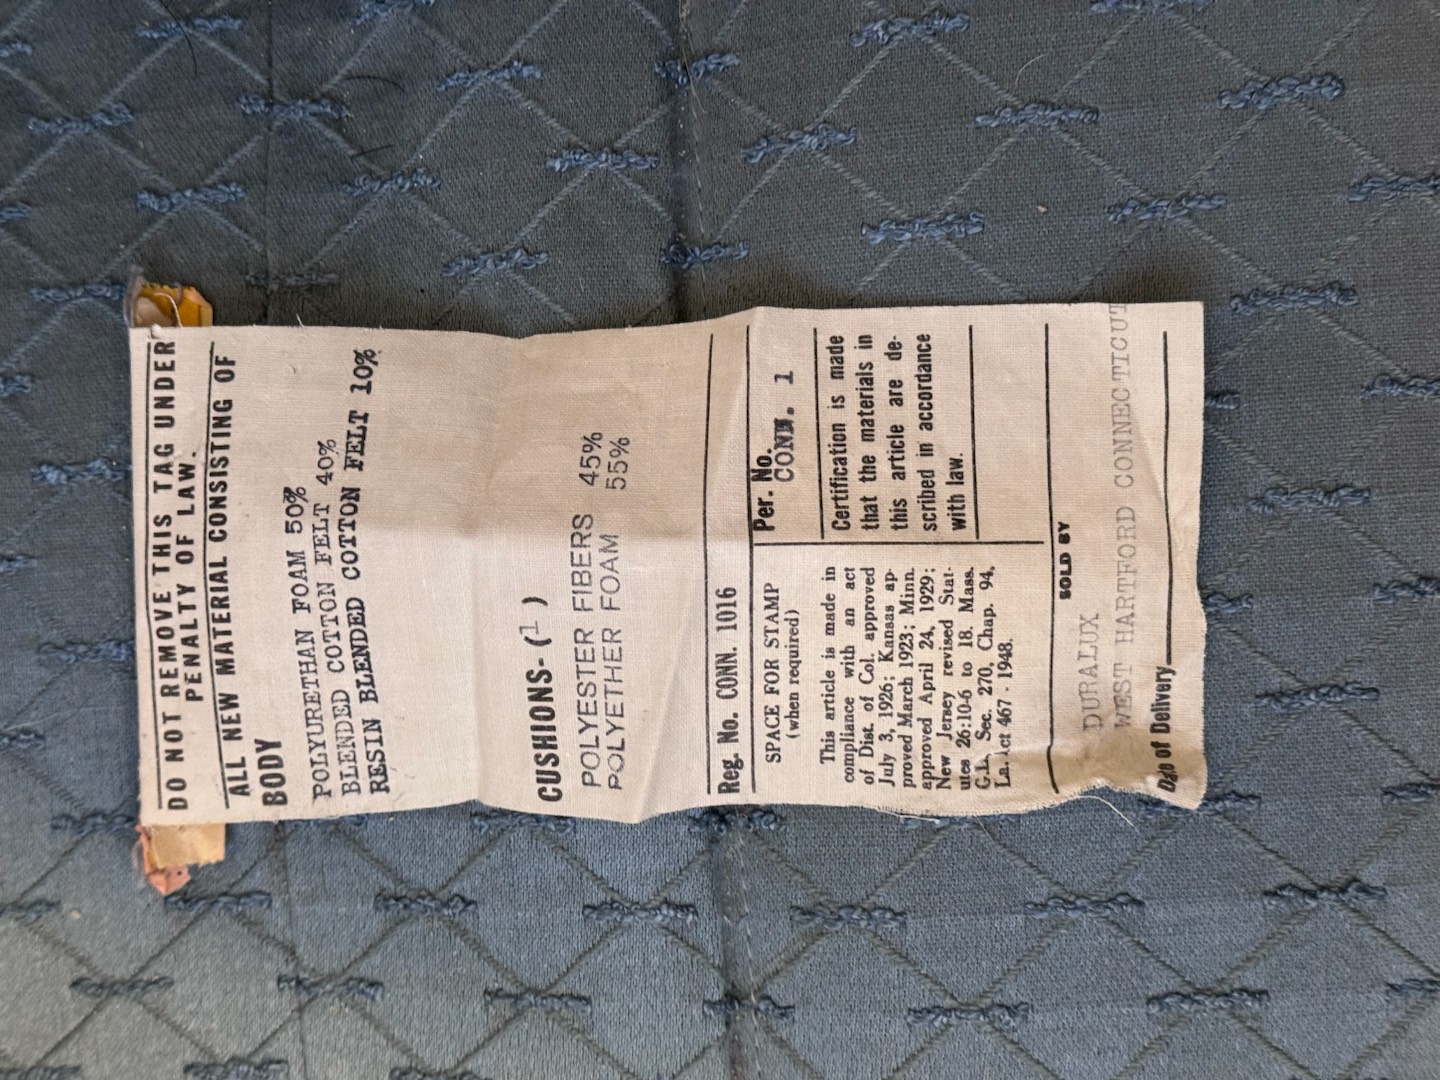 DO NOT REMOVE THIS TAG UNDER
PENALTY OF LAW.
ALL NEW MATERIAL CONSISTING OF
BODY
POLYURETHAN FOAM 50%
BLENDED COTTON FELT 40%
RESIN BLENDED COTTON FELT 10%
CUSHIONS- (1 )
POLYESTER FIBERS 45%
POLYETHER FOAM 55%
Reg. No. CONN. 1016
SPACE FOR STAMP
(when required)
This article is made in
compliance with an act
of Dist. of Col. approved
July 3, 1926; Kansas ap-
proved March 1923; Minn.
approved April 24, 1929;
New Jersey revised Stat-
utes 26:10-6 to 18. Mass.
G.L. Sec. 270, Chap. 94,
La. Act 467 - 1948.
Per. No.
CONN. 1
Certification is made
that the materials in
this article are de-
scribed in accordance
with law.
SOLD BY
DURALUX
WEST HARTFORD CONNECTICUT
Date of Delivery